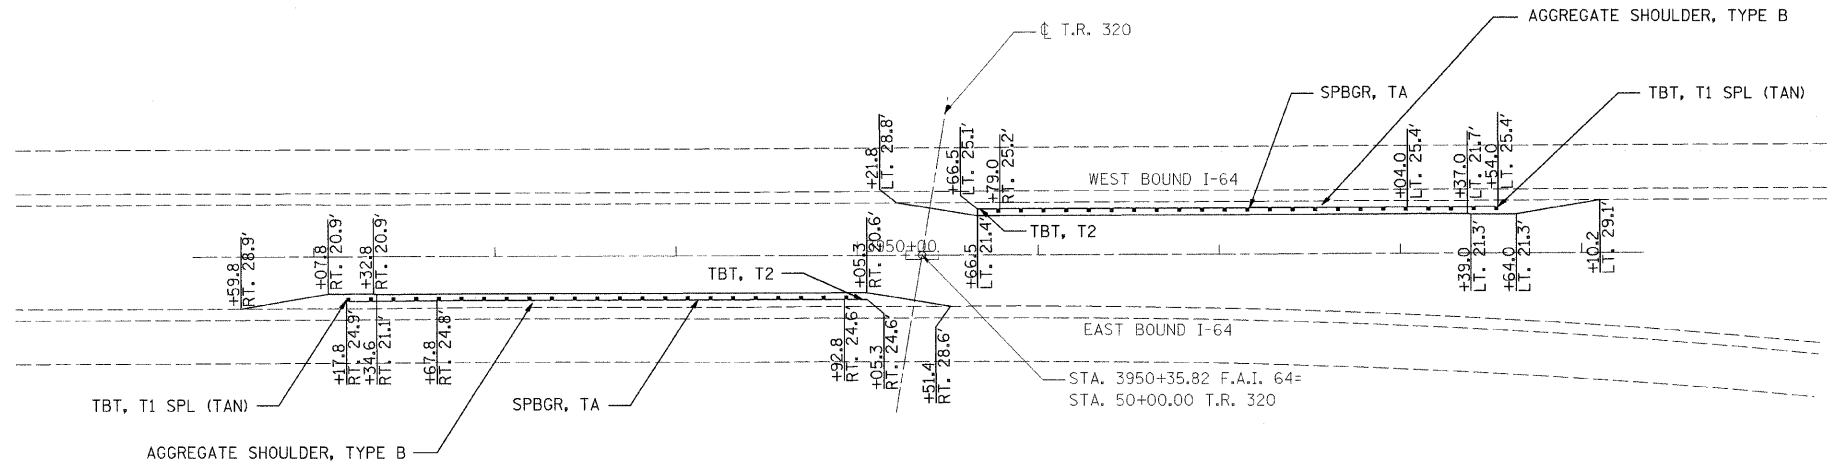 AGGREGATE SHOULDER, TYPE B
℄ T.R. 320
SPBGR, TA
TBT, T1 SPL (TAN)
+21.8
LT. 28.8'
+66.5
LT. 25.1'
+79.0
RT. 25.2'
+04.0
LT. 25.4'
+37.0
LT. 21.7'
+54.0
LT. 25.4'
WEST BOUND I-64
+59.8
RT. 28.9'
+07.8
RT. 20.9'
+32.8
RT. 20.9'
+05.3
RT. 20.6'
3950+00
TBT, T2
+66.5
LT. 21.4'
+39.0
LT. 21.3'
+64.0
LT. 21.3'
+10.2
LT. 29.1'
TBT, T2
EAST BOUND I-64
+17.8
RT. 24.9'
+34.6
RT. 21.1'
+67.8
RT. 24.8'
+92.8
RT. 24.6'
+05.3
RT. 24.6'
+51.4
RT. 28.6'
STA. 3950+35.82 F.A.I. 64=
STA. 50+00.00 T.R. 320
TBT, T1 SPL (TAN)
SPBGR, TA
AGGREGATE SHOULDER, TYPE B